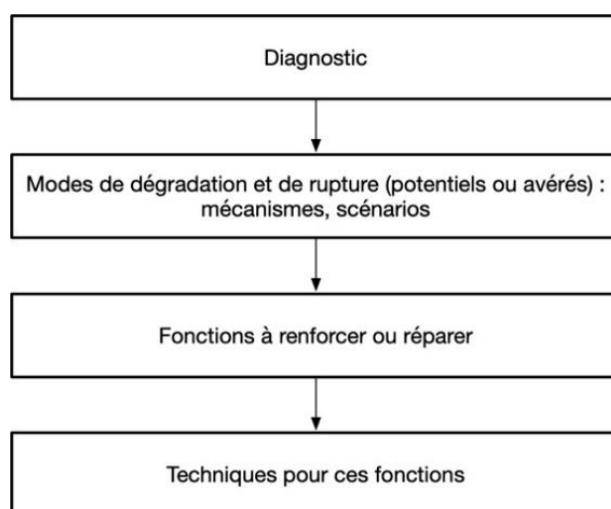 Diagnostic
Modes de dégradation et de rupture (potentiels ou avérés) :
mécanismes, scénarios
Fonctions à renforcer ou réparer
Techniques pour ces fonctions